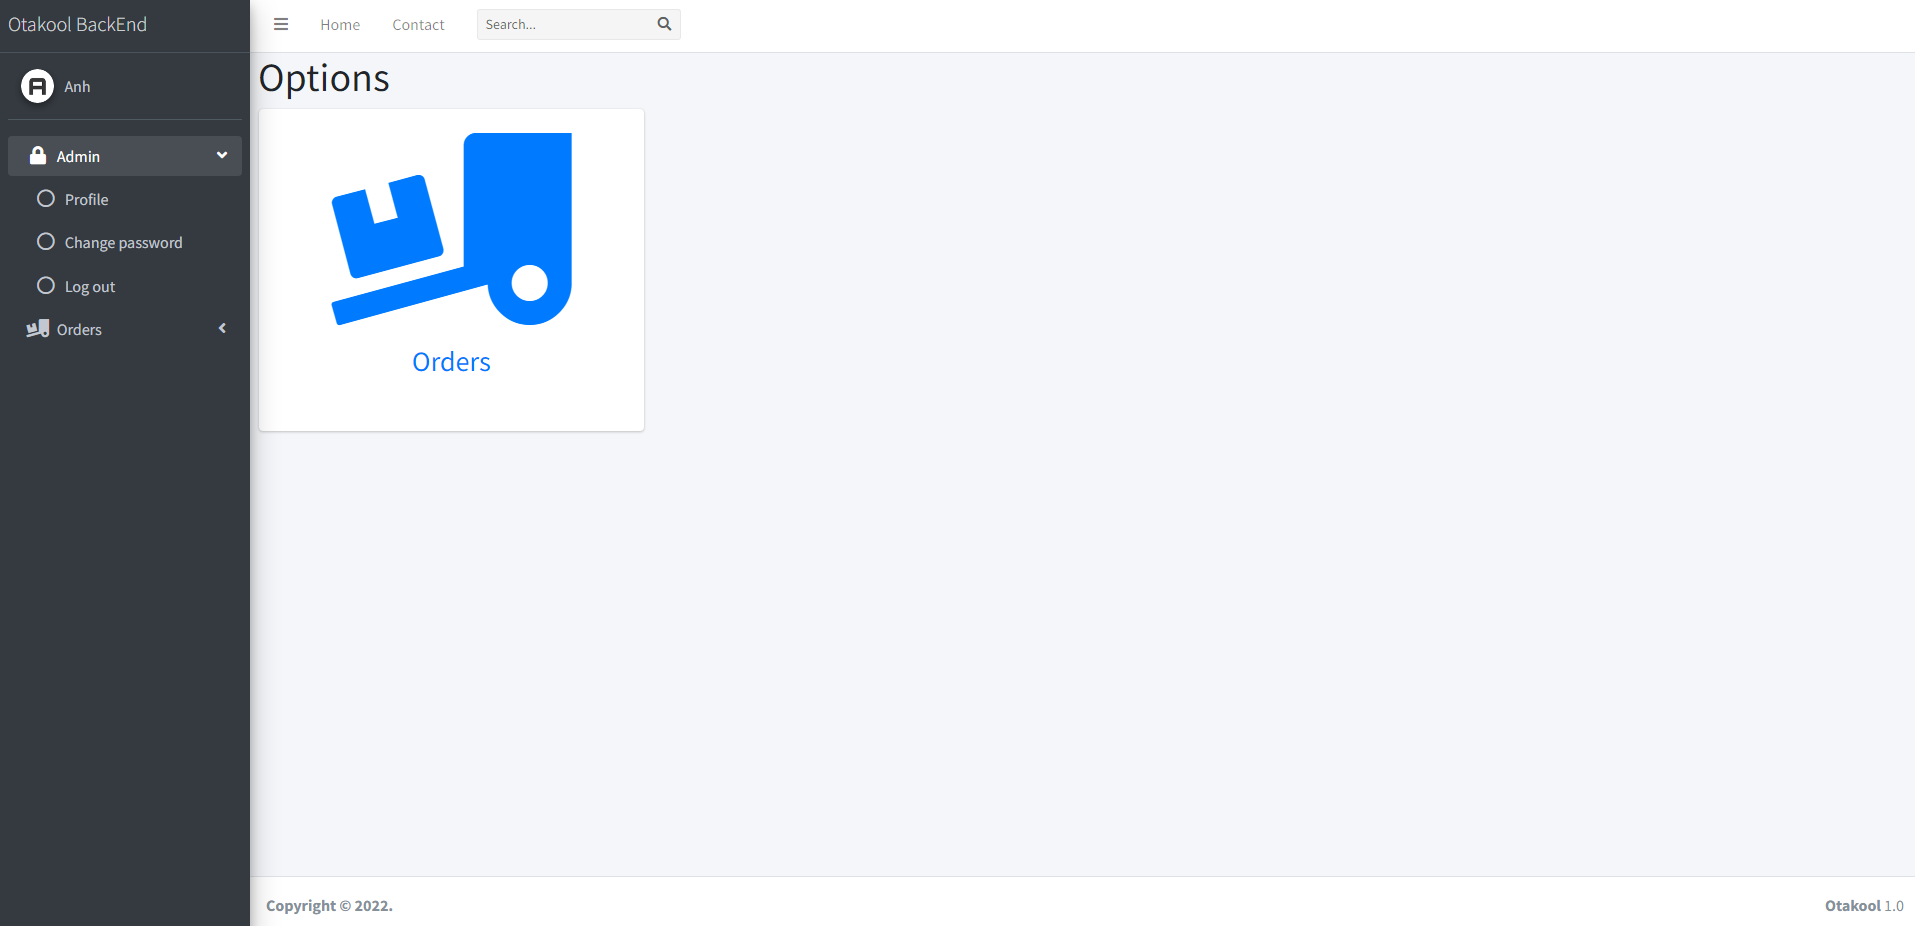 Otakool BackEnd
Home
Contact
Search...
Anh
Admin
Profile
Change password
Log out
Orders
Options
Orders
Copyright © 2022.
Otakool 1.0